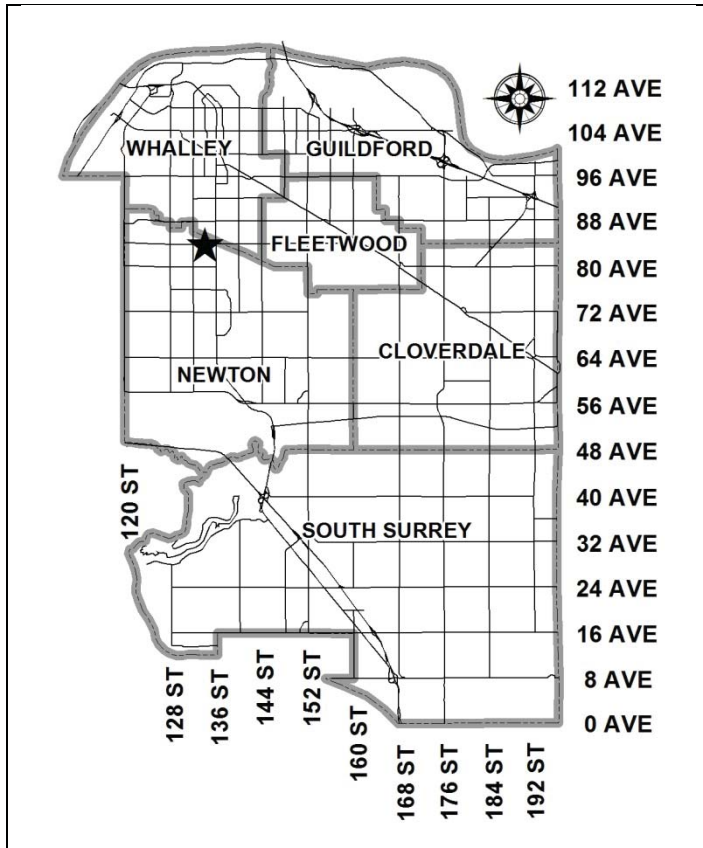 112 AVE
104 AVE
WHALLEY
GUILDFORD
96 AVE
88 AVE
FLEETWOOD
80 AVE
72 AVE
CLOVERDALE
64 AVE
NEWTON
56 AVE
48 AVE
120 ST
40 AVE
SOUTH SURREY
32 AVE
24 AVE
16 AVE
128 ST
136 ST
144 ST
152 ST
8 AVE
160 ST
0 AVE
168 ST
176 ST
184 ST
192 ST